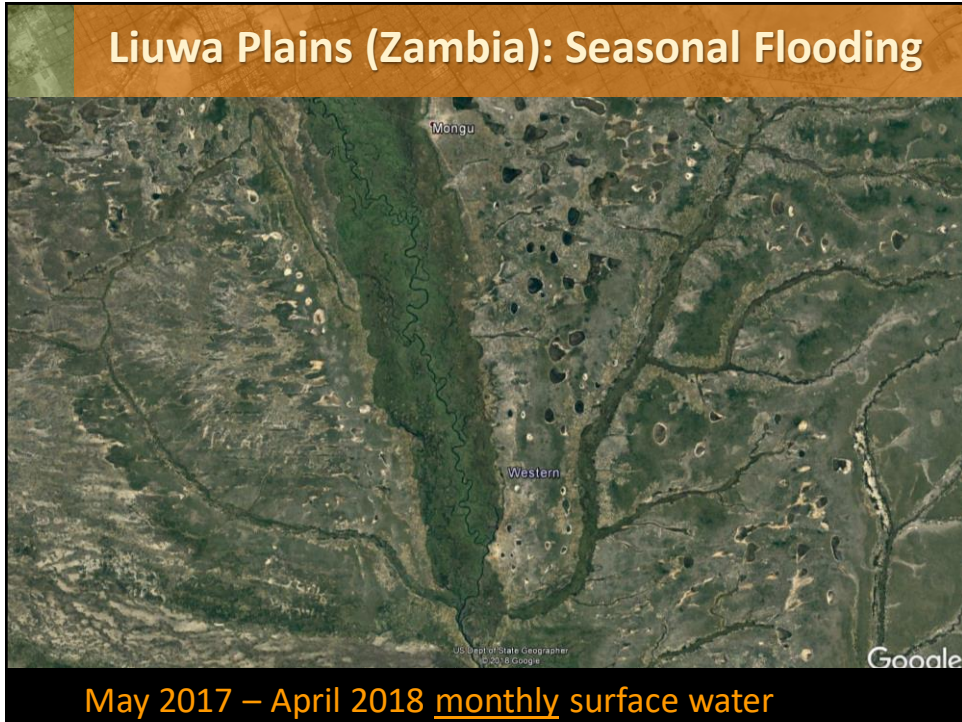 Liuwa Plains (Zambia): Seasonal Flooding
Mongu
Western
US Dept of State Geographer
© 2018 Google
Google
May 2017 – April 2018 monthly surface water